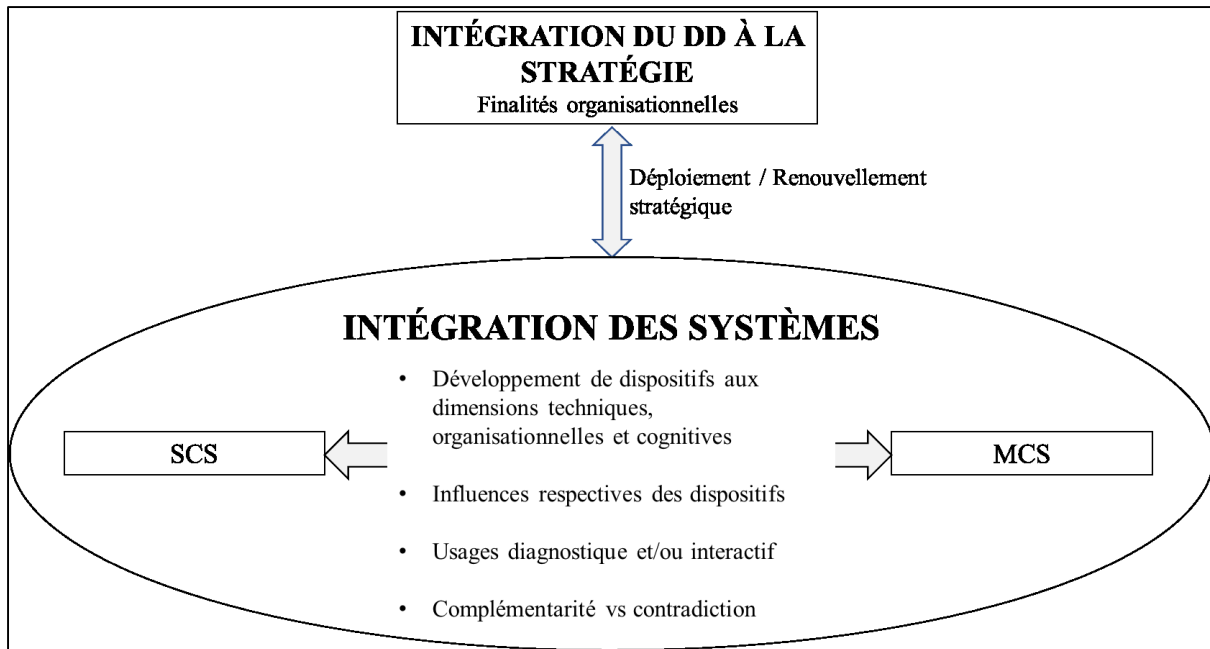 INTÉGRATION DU DD À LA
STRATÉGIE
Finalités organisationnelles
Déploiement / Renouvellement
stratégique
INTÉGRATION DES SYSTÈMES
• Développement de dispositifs aux
dimensions techniques,
organisationnelles et cognitives
SCS
MCS
• Influences respectives des dispositifs
• Usages diagnostique et/ou interactif
• Complémentarité vs contradiction